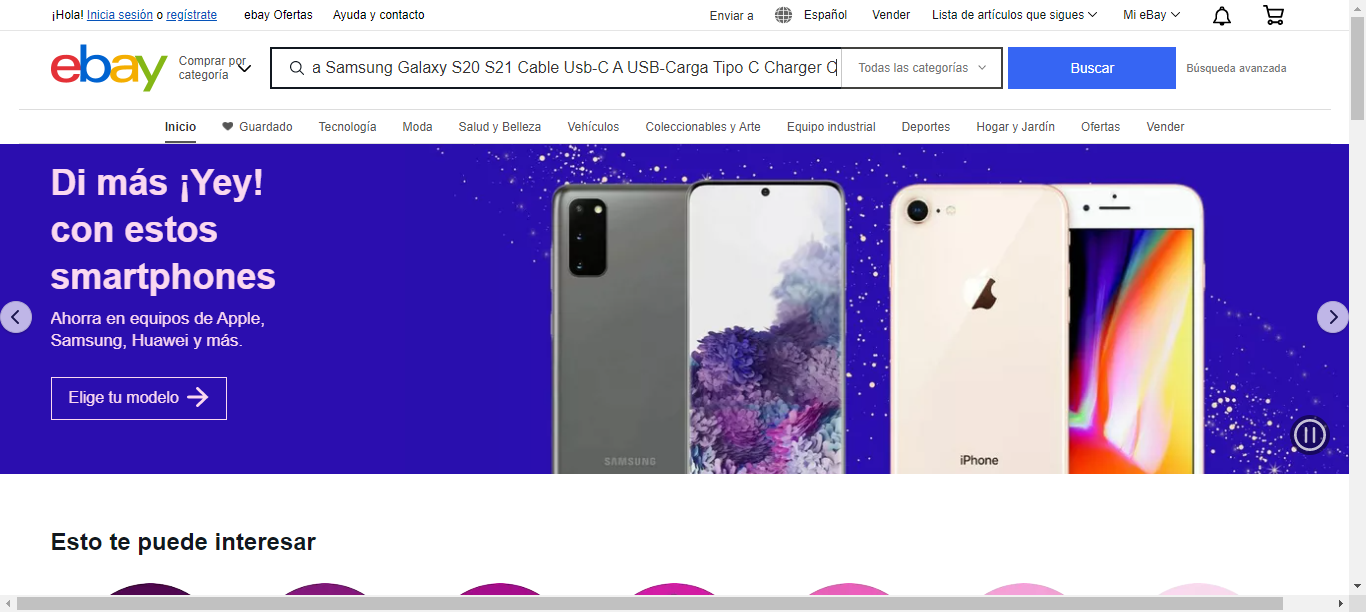 ¡Hola! Inicia sesión o regístrate
ebay Ofertas
Ayuda y contacto
Enviar a
Español
Vender
Lista de artículos que sigues
Mi eBay
ebay
Comprar por
categoría
a Samsung Galaxy S20 S21 Cable Usb-C A USB-Carga Tipo C Charger C
Todas las categorías
Buscar
Búsqueda avanzada
Inicio
Guardado
Tecnología
Moda
Salud y Belleza
Vehículos
Coleccionables y Arte
Equipo industrial
Deportes
Hogar y Jardín
Ofertas
Vender
Di más ¡Yey!
con estos
smartphones
Ahorra en equipos de Apple,
Samsung, Huawei y más.
Elige tu modelo
SAMSUNG
iPhone
Esto te puede interesar